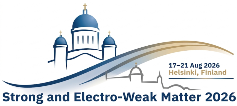 17–21 Aug 2026
Helsinki, Finland
Strong and Electro-Weak Matter 2026